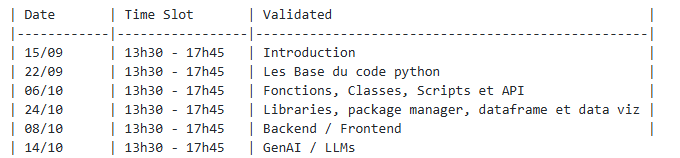 | Date       | Time Slot       | Validated                                         |
|------------|-----------------|---------------------------------------------------|
| 15/09      | 13h30 - 17h45   | Introduction                                      |
| 22/09      | 13h30 - 17h45   | Les Base du code python                           |
| 06/10      | 13h30 - 17h45   | Fonctions, Classes, Scripts et API                |
| 24/10      | 13h30 - 17h45   | Libraries, package manager, dataframe et data viz |
| 08/10      | 13h30 - 17h45   | Backend / Frontend                                |
| 14/10      | 13h30 - 17h45   | GenAI / LLMs